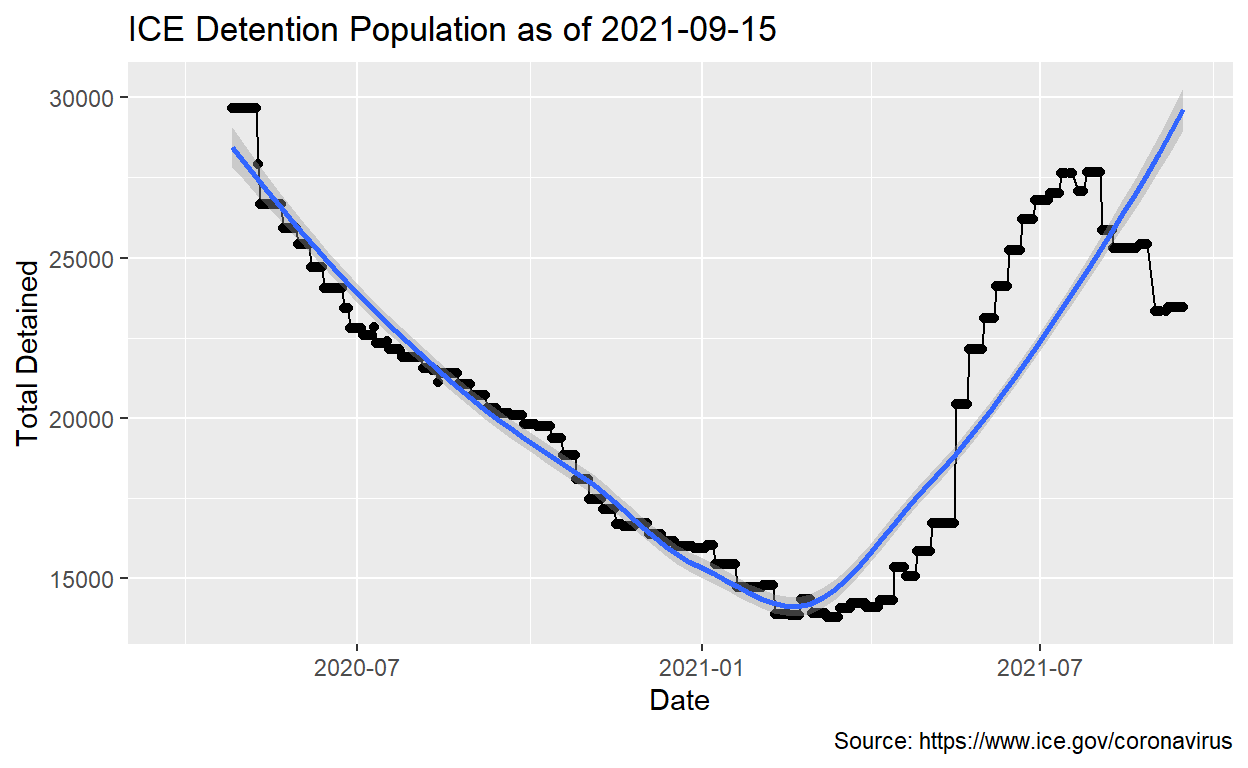 ICE Detention Population as of 2021-09-15
30000
25000
20000
15000
Total Detained
2020-07
2021-01
2021-07
Date
Source: https://www.ice.gov/coronavirus